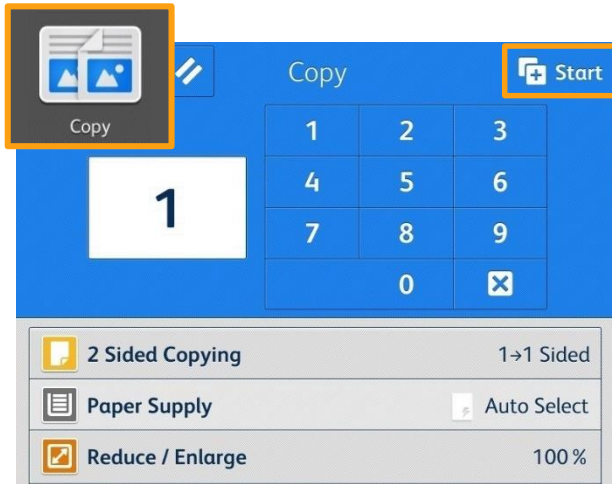 Copy
Start
Copy
1 2 3
1
4 5 6
7 8 9
0
2 Sided Copying 1→1 Sided
Paper Supply Auto Select
Reduce / Enlarge 100 %